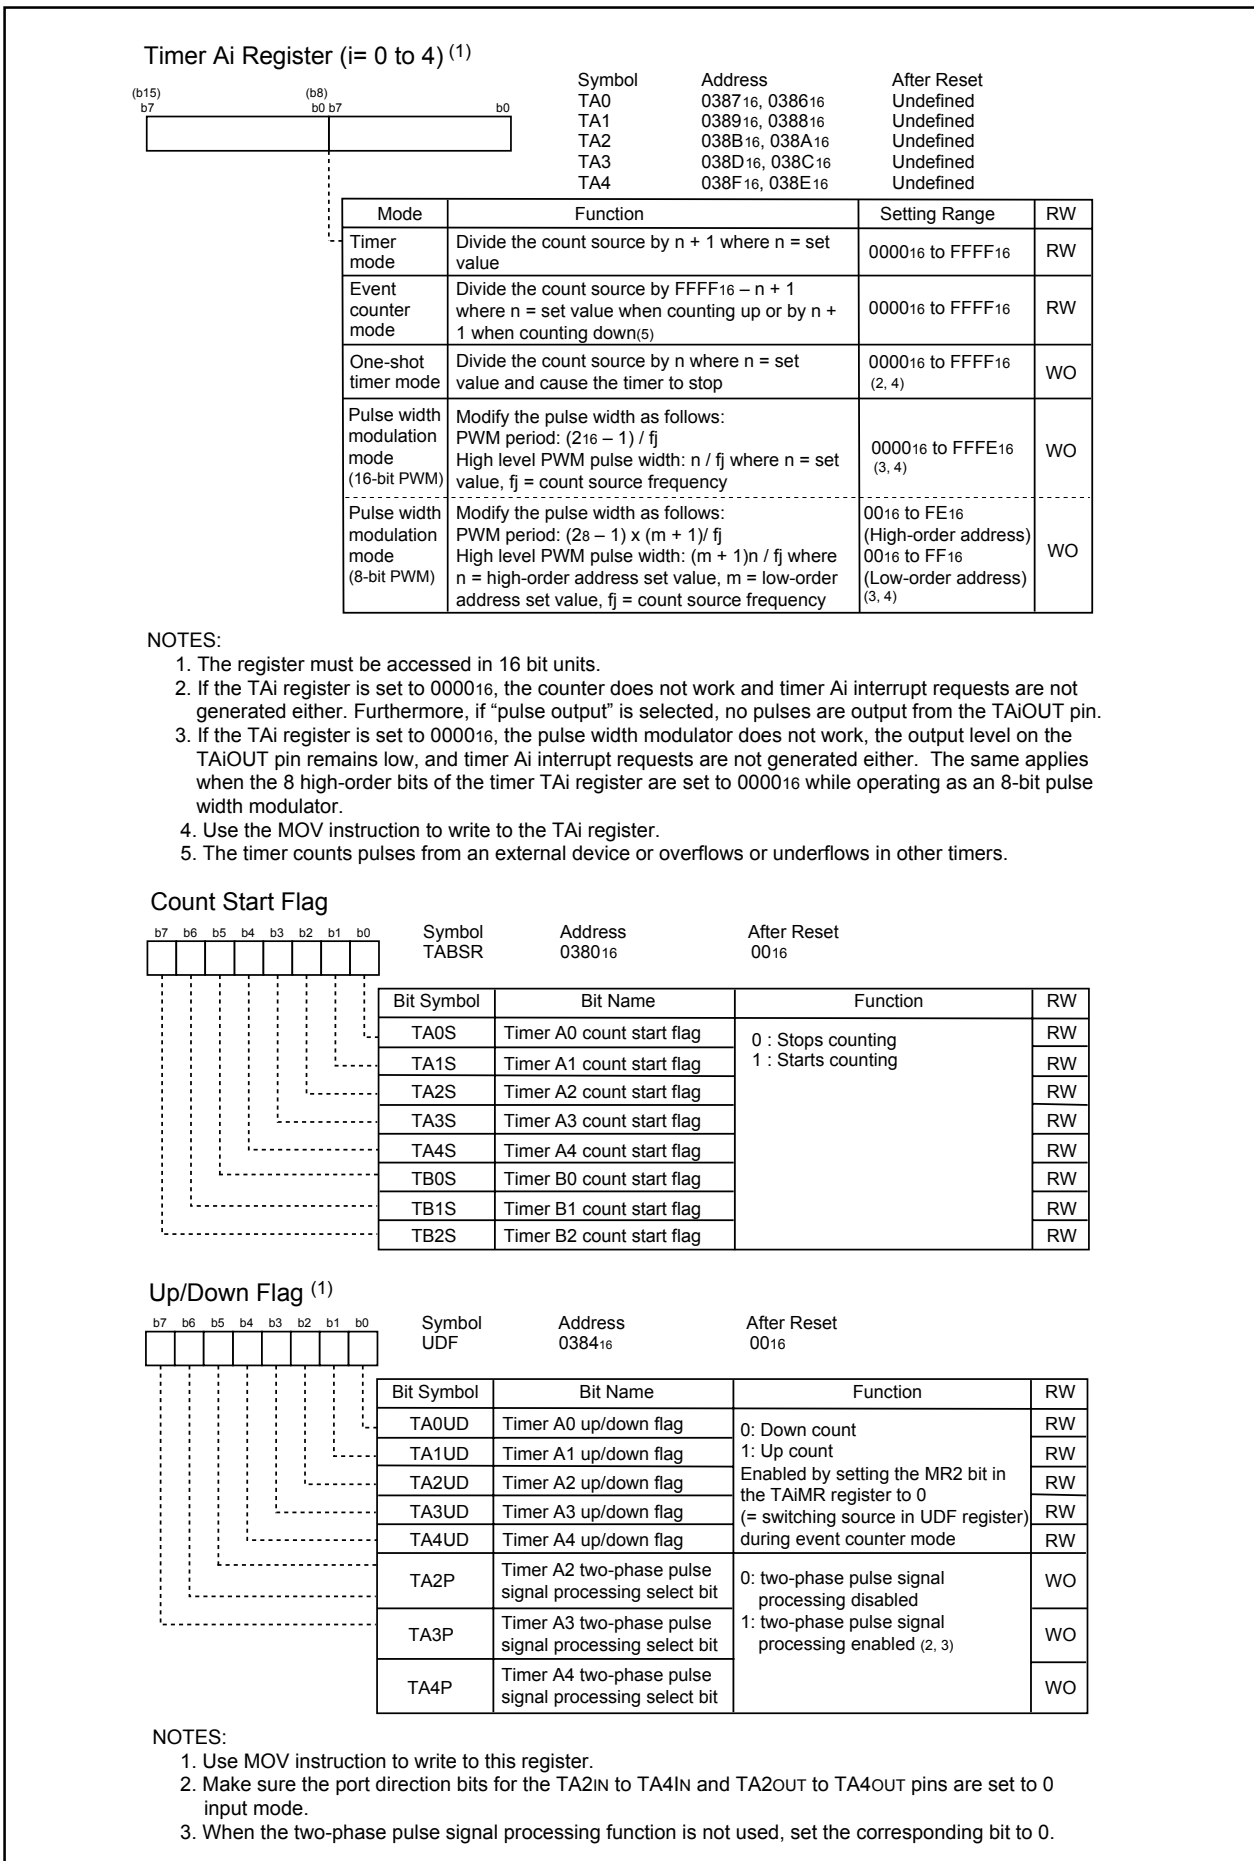 Timer Ai Register (i= 0 to 4) (1)
Symbol Address After Reset
TA0 038716, 038616 Undefined
TA1 038916, 038816 Undefined
TA2 038B16, 038A16 Undefined
TA3 038D16, 038C16 Undefined
TA4 038F16, 038E16 Undefined
(b15) (b8)
b7 b0 b7 b0
Mode Function Setting Range RW
Timer mode
Divide the count source by n + 1 where n = set
value
000016 to FFFF16 RW
Event
counter
mode
Divide the count source by FFFF16 – n + 1
where n = set value when counting up or by n +
1 when counting down(5)
000016 to FFFF16 RW
One-shot
timer mode
Divide the count source by n where n = set
value and cause the timer to stop
000016 to FFFF16
(2, 4)
WO
Pulse width
modulation
mode
(16-bit PWM)
Modify the pulse width as follows:
PWM period: (216 – 1) / fj
High level PWM pulse width: n / fj where n = set
value, fj = count source frequency
000016 to FFFE16
(3, 4)
WO
Pulse width
modulation
mode
(8-bit PWM)
Modify the pulse width as follows:
PWM period: (28 – 1) x (m + 1)/ fj
High level PWM pulse width: (m + 1)n / fj where
n = high-order address set value, m = low-order
address set value, fj = count source frequency
0016 to FE16
(High-order address)
0016 to FF16
(Low-order address)
(3, 4)
WO
NOTES:
1. The register must be accessed in 16 bit units.
2. If the TAi register is set to 000016, the counter does not work and timer Ai interrupt requests are not
generated either. Furthermore, if “pulse output” is selected, no pulses are output from the TAiOUT pin.
3. If the TAi register is set to 000016, the pulse width modulator does not work, the output level on the
TAiOUT pin remains low, and timer Ai interrupt requests are not generated either. The same applies
when the 8 high-order bits of the timer TAi register are set to 000016 while operating as an 8-bit pulse
width modulator.
4. Use the MOV instruction to write to the TAi register.
5. The timer counts pulses from an external device or overflows or underflows in other timers.
Count Start Flag
b7 b6 b5 b4 b3 b2 b1 b0
Symbol Address After Reset
TABSR 038016 0016
Bit Symbol Bit Name Function RW
TA0S Timer A0 count start flag RW
0 : Stops counting
1 : Starts counting
TA1S Timer A1 count start flag RW
TA2S Timer A2 count start flag RW
TA3S Timer A3 count start flag RW
TA4S Timer A4 count start flag RW
TB0S Timer B0 count start flag RW
TB1S Timer B1 count start flag RW
TB2S Timer B2 count start flag RW
Up/Down Flag (1)
b7 b6 b5 b4 b3 b2 b1 b0
Symbol Address After Reset
UDF 038416 0016
Bit Symbol Bit Name Function RW
TA0UD Timer A0 up/down flag RW
TA1UD Timer A1 up/down flag RW
TA2UD Timer A2 up/down flag RW
TA3UD Timer A3 up/down flag RW
TA4UD Timer A4 up/down flag RW
0: Down count
1: Up count
Enabled by setting the MR2 bit in
the TAiMR register to 0
(= switching source in UDF register)
during event counter mode
TA2P
Timer A2 two-phase pulse
signal processing select bit
WO
TA3P
Timer A3 two-phase pulse
signal processing select bit
WO
TA4P
Timer A4 two-phase pulse
signal processing select bit
WO
0: two-phase pulse signal
processing disabled
1: two-phase pulse signal
processing enabled (2, 3)
NOTES:
1. Use MOV instruction to write to this register.
2. Make sure the port direction bits for the TA2IN to TA4IN and TA2OUT to TA4OUT pins are set to 0
input mode.
3. When the two-phase pulse signal processing function is not used, set the corresponding bit to 0.